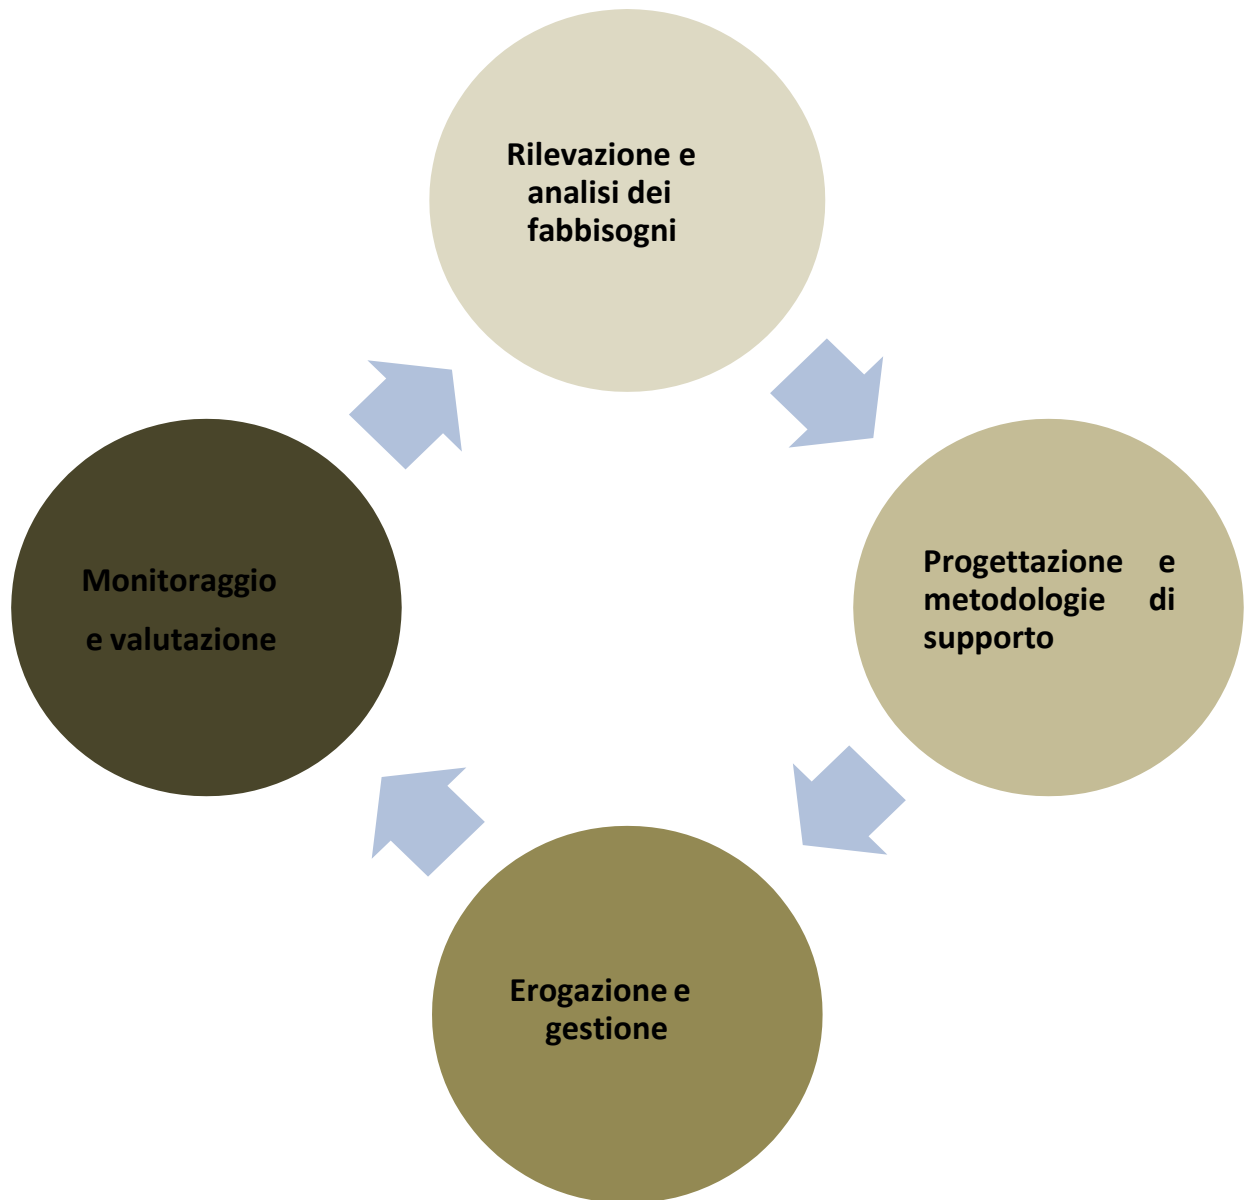 Rilevazione e
analisi dei
fabbisogni
Progettazione e
metodologie di
supporto
Erogazione e
gestione
Monitoraggio
e valutazione